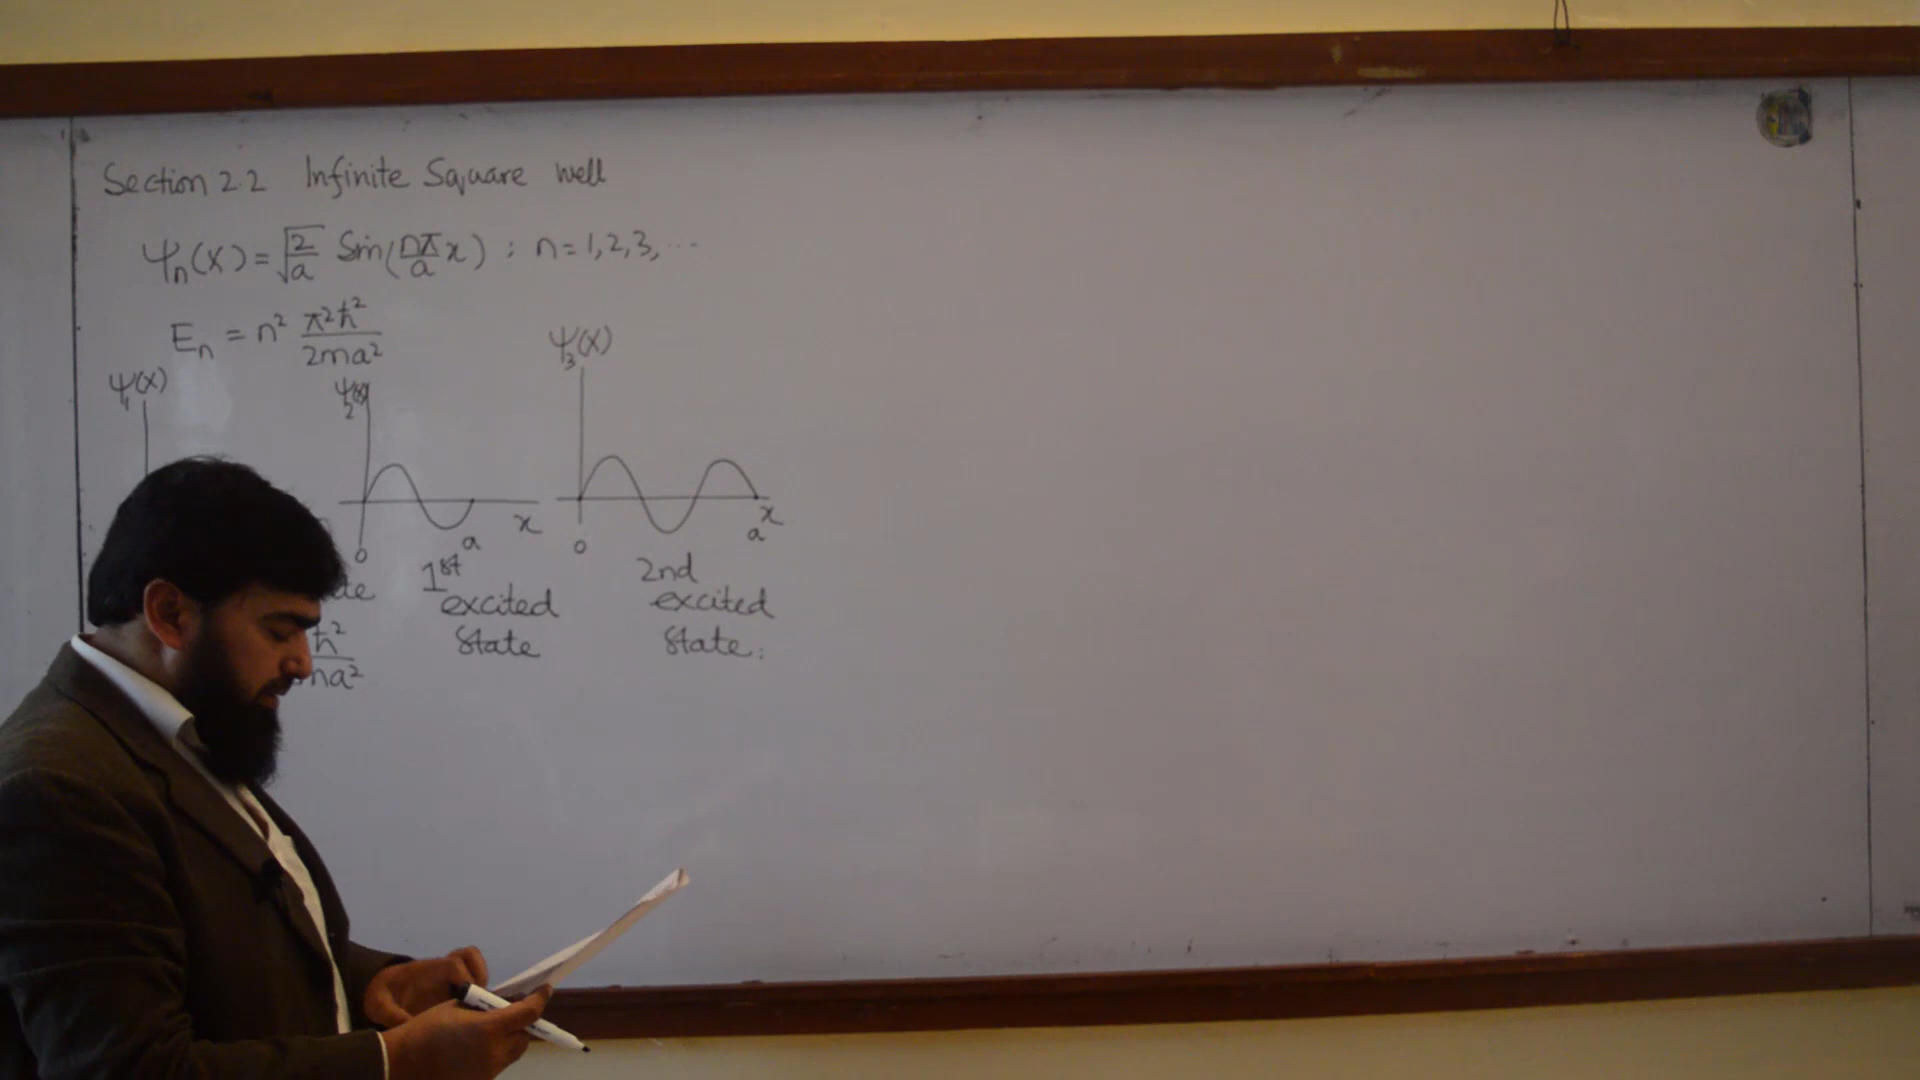 Section 2.2 Infinite Square well
ψₙ(x) = √(2/a) Sin(nπ/a x) ; n = 1, 2, 3, ...
Eₙ = n² π²ħ²/2ma²
ψ₁(x)
ψ₂(x)
ψ₃(x)
x
x
0
a
0
a
1st
excited
state
2nd
excited
state.
ħ²
ma²